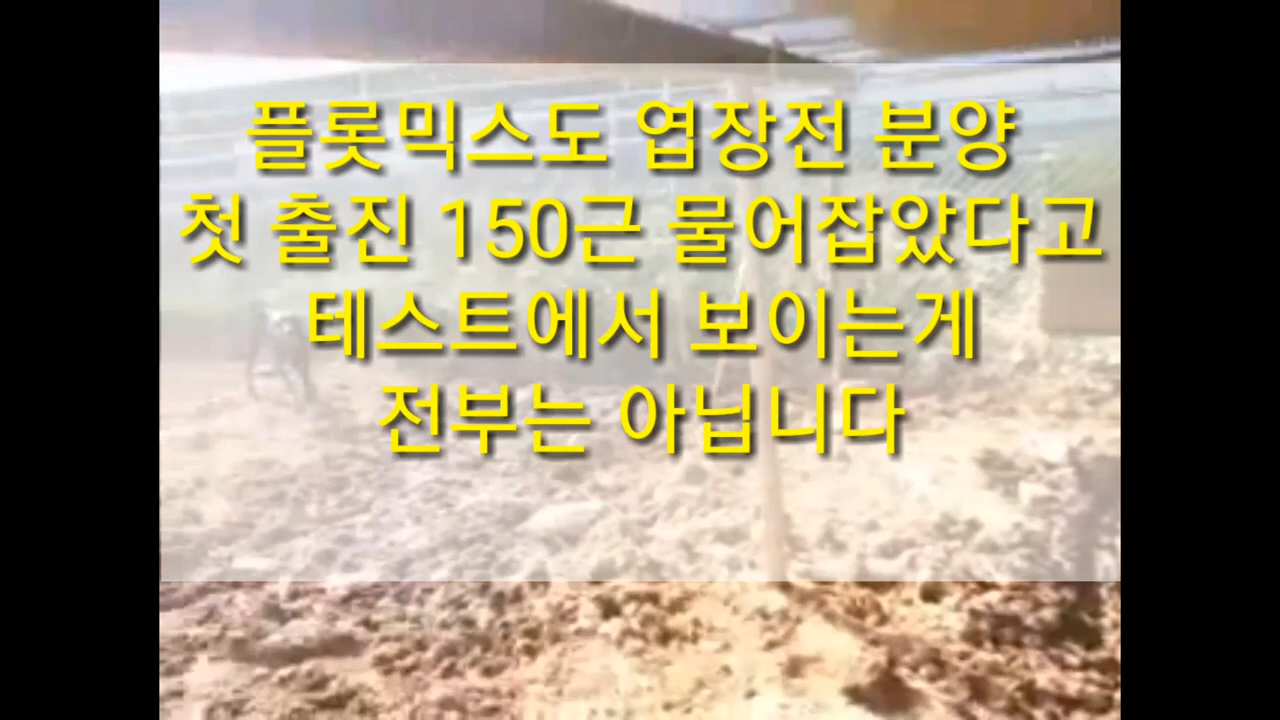 플롯믹스도 엽장전 분양
첫 출진 150근 물어잡았다고
테스트에서 보이는게
전부는 아닙니다